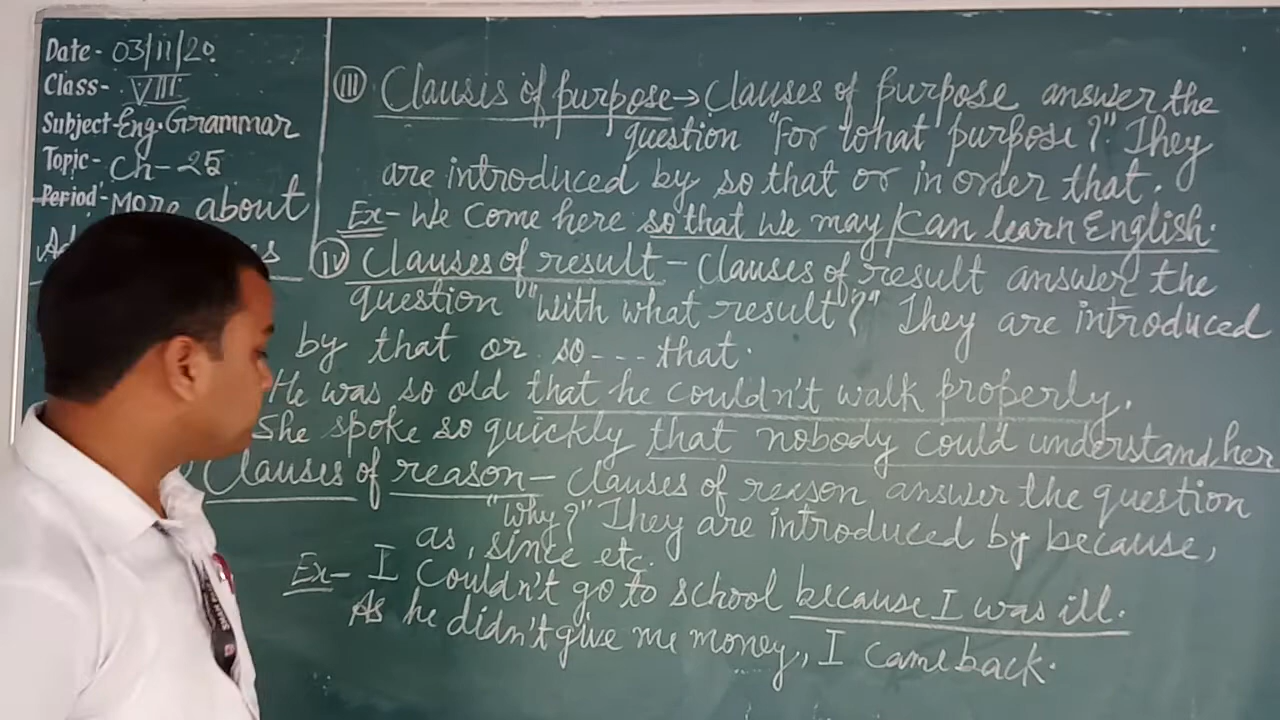 Date- 03/11/20
Class- VIII
Subject- Eng. Grammar
Topic- Ch-25
Period- More about
(iii) Clauses of purpose → Clauses of purpose answer the
question "For what purpose?" They
are introduced by so that or in order that.
Ex- We come here so that we may/can learn English.
(iv) Clauses of result - Clauses of result answer the
question "With what result"?" They are introduced
by that or so---- that.
He was so old that he couldn't walk properly.
She spoke so quickly that nobody could understand her
Clauses of reason- Clauses of reason answer the question
"Why?" They are introduced by because,
as, since etc.
Ex- I couldn't go to school because I was ill.
As he didn't give me money, I came back.